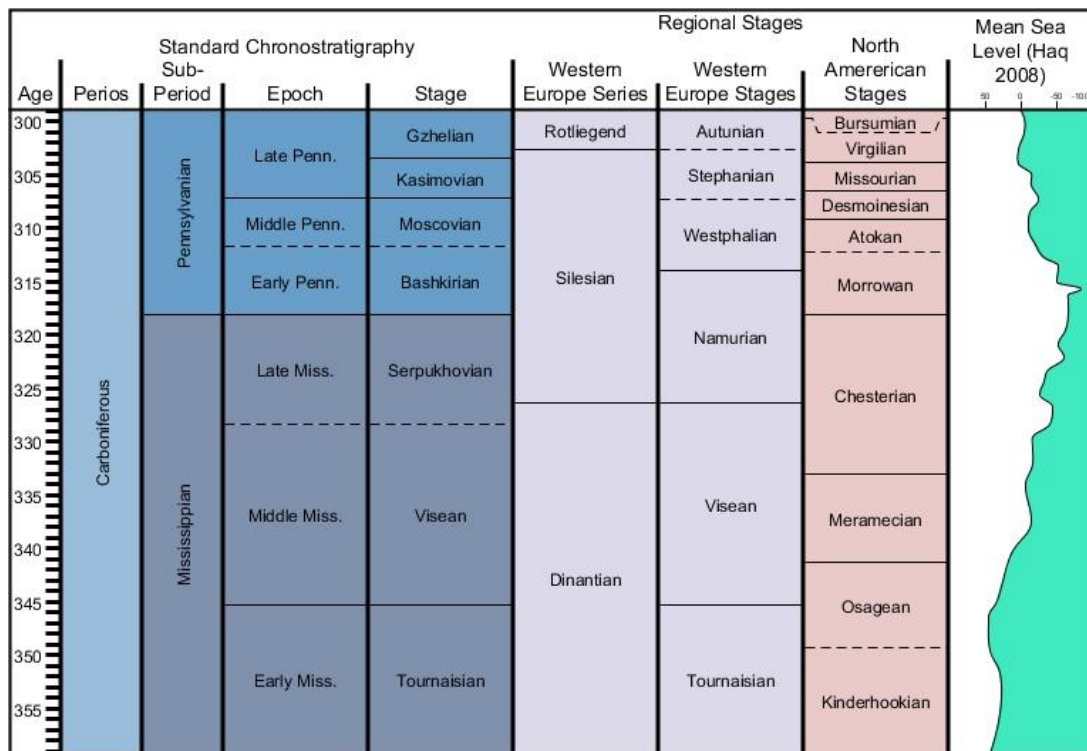 Regional Stages
Mean Sea
Level (Haq
2008)
Standard Chronostratigraphy
Age
Perios
Sub-
Period
Epoch
Stage
Western
Europe Series
Western
Europe Stages
North
Amererican
Stages
50 0 -50 -100
300
305
310
315
320
325
330
335
340
345
350
355
Carboniferous
Pennsylvanian
Mississippian
Late Penn.
Middle Penn.
Early Penn.
Late Miss.
Middle Miss.
Early Miss.
Gzhelian
Kasimovian
Moscovian
Bashkirian
Serpukhovian
Visean
Tournaisian
Rotliegend
Silesian
Dinantian
Autunian
Stephanian
Westphalian
Namurian
Visean
Tournaisian
Bursumian
Virgilian
Missourian
Desmoinesian
Atokan
Morrowan
Chesterian
Meramecian
Osagean
Kinderhookian